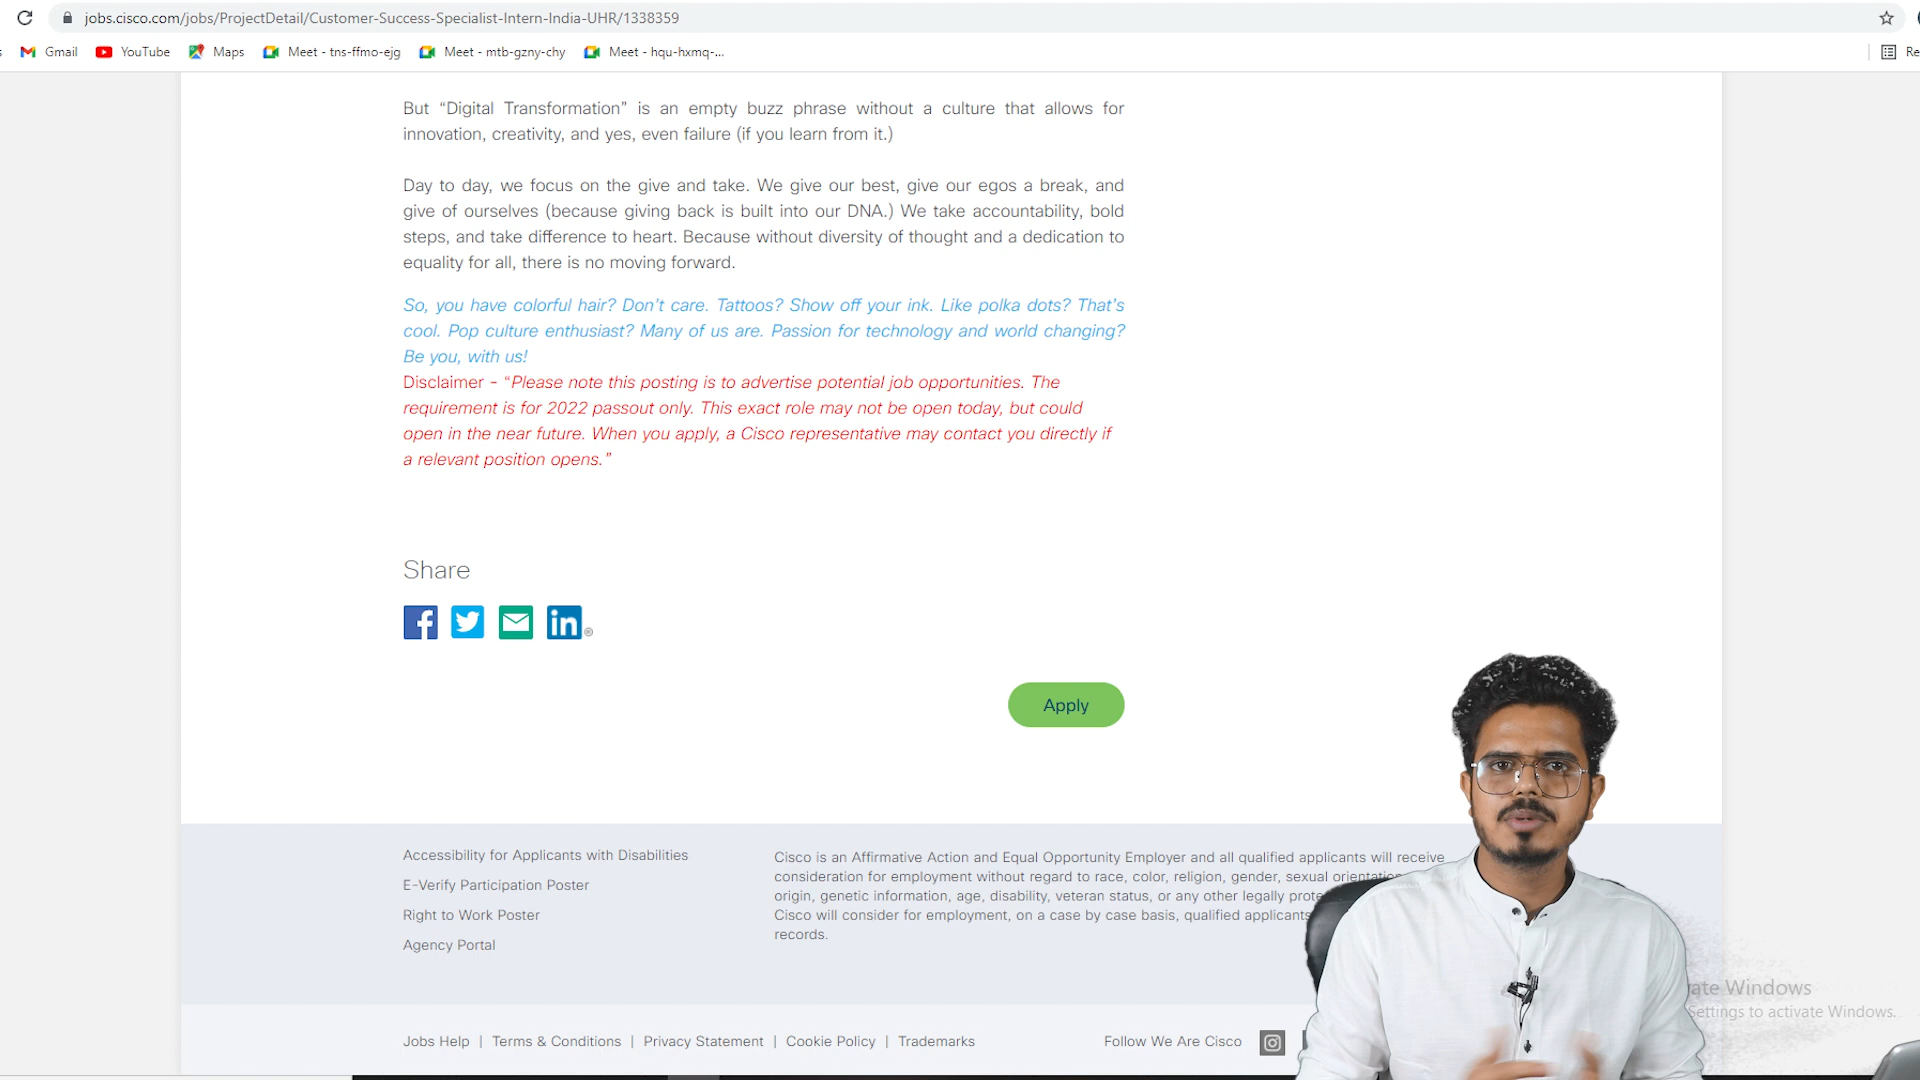 jobs.cisco.com/jobs/ProjectDetail/Customer-Success-Specialist-Intern-India-UHR/1338359
Gmail YouTube Maps Meet - tns-ffmo-ejg Meet - mtb-gzny-chy Meet - hqu-hxmq-... Re
But “Digital Transformation” is an empty buzz phrase without a culture that allows for
innovation, creativity, and yes, even failure (if you learn from it.)
Day to day, we focus on the give and take. We give our best, give our egos a break, and
give of ourselves (because giving back is built into our DNA.) We take accountability, bold
steps, and take difference to heart. Because without diversity of thought and a dedication to
equality for all, there is no moving forward.
So, you have colorful hair? Don't care. Tattoos? Show off your ink. Like polka dots? That's
cool. Pop culture enthusiast? Many of us are. Passion for technology and world changing?
Be you, with us!
Disclaimer - “Please note this posting is to advertise potential job opportunities. The
requirement is for 2022 passout only. This exact role may not be open today, but could
open in the near future. When you apply, a Cisco representative may contact you directly if
a relevant position opens.”
Share
in
Apply
Accessibility for Applicants with Disabilities
E-Verify Participation Poster
Right to Work Poster
Agency Portal
Cisco is an Affirmative Action and Equal Opportunity Employer and all qualified applicants will receive
consideration for employment without regard to race, color, religion, gender, sexual orientation
origin, genetic information, age, disability, veteran status, or any other legally prote
Cisco will consider for employment, on a case by case basis, qualified applicants
records.
Jobs Help | Terms & Conditions | Privacy Statement | Cookie Policy | Trademarks
Follow We Are Cisco
ate Windows
Settings to activate Windows.